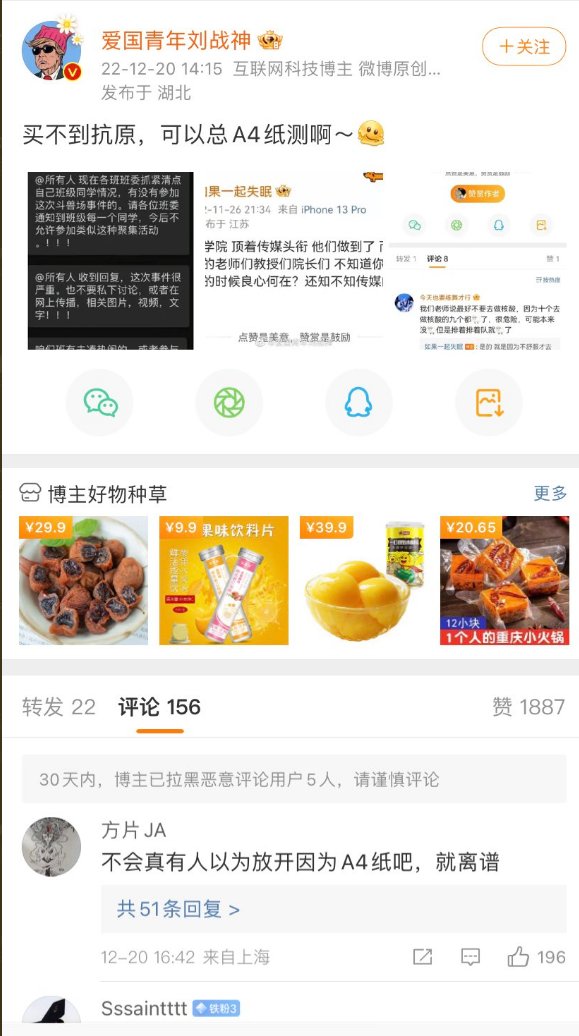 爱国青年刘战神
22-12-20 14:15 互联网科技博主 微博原创...
发布于 湖北
+关注
买不到抗原，可以总A4纸测啊～
@所有人 现在各班班委抓紧清点
自己班级同学情况，有没有参加
这次斗兽场事件的。请各位班委
通知到班级每一个同学，今后不
允许参加类似这种聚集活动
。！！！
@所有人 收到回复，这次事件很
严重。也不要私下讨论，或者在
网上传播，相关图片，视频，文
字！！！
果一起失眠
-11-26 21:34 来自 iPhone 13 Pro
布于 江苏
学院 顶着传媒头衔 他们做到了
的老师们教授们院长们 不知道你
的时候良心何在？还知不知传媒
点赞是美意，赞赏是鼓励
赞赏作者
转发 1 评论 8 赞 1
按热度
今天也要练舞才行
我们老师说最好不要去做核酸，因为十个去
做核酸的九个都了，很危险，可能本来
没，但是排着排着队就了
如果一起失眠：是的 就是因为不舒服才去
博主好物种草
更多
¥29.9
¥9.9
果味饮料片
¥39.9
¥20.65
12小块
1个人的重庆小火锅
转发 22 评论 156 赞 1887
30天内，博主已拉黑恶意评论用户5人，请谨慎评论
方片JA
不会真有人以为放开因为A4纸吧，就离谱
共51条回复 >
12-20 16:42 来自上海
196
Sssaintttt 铁粉3